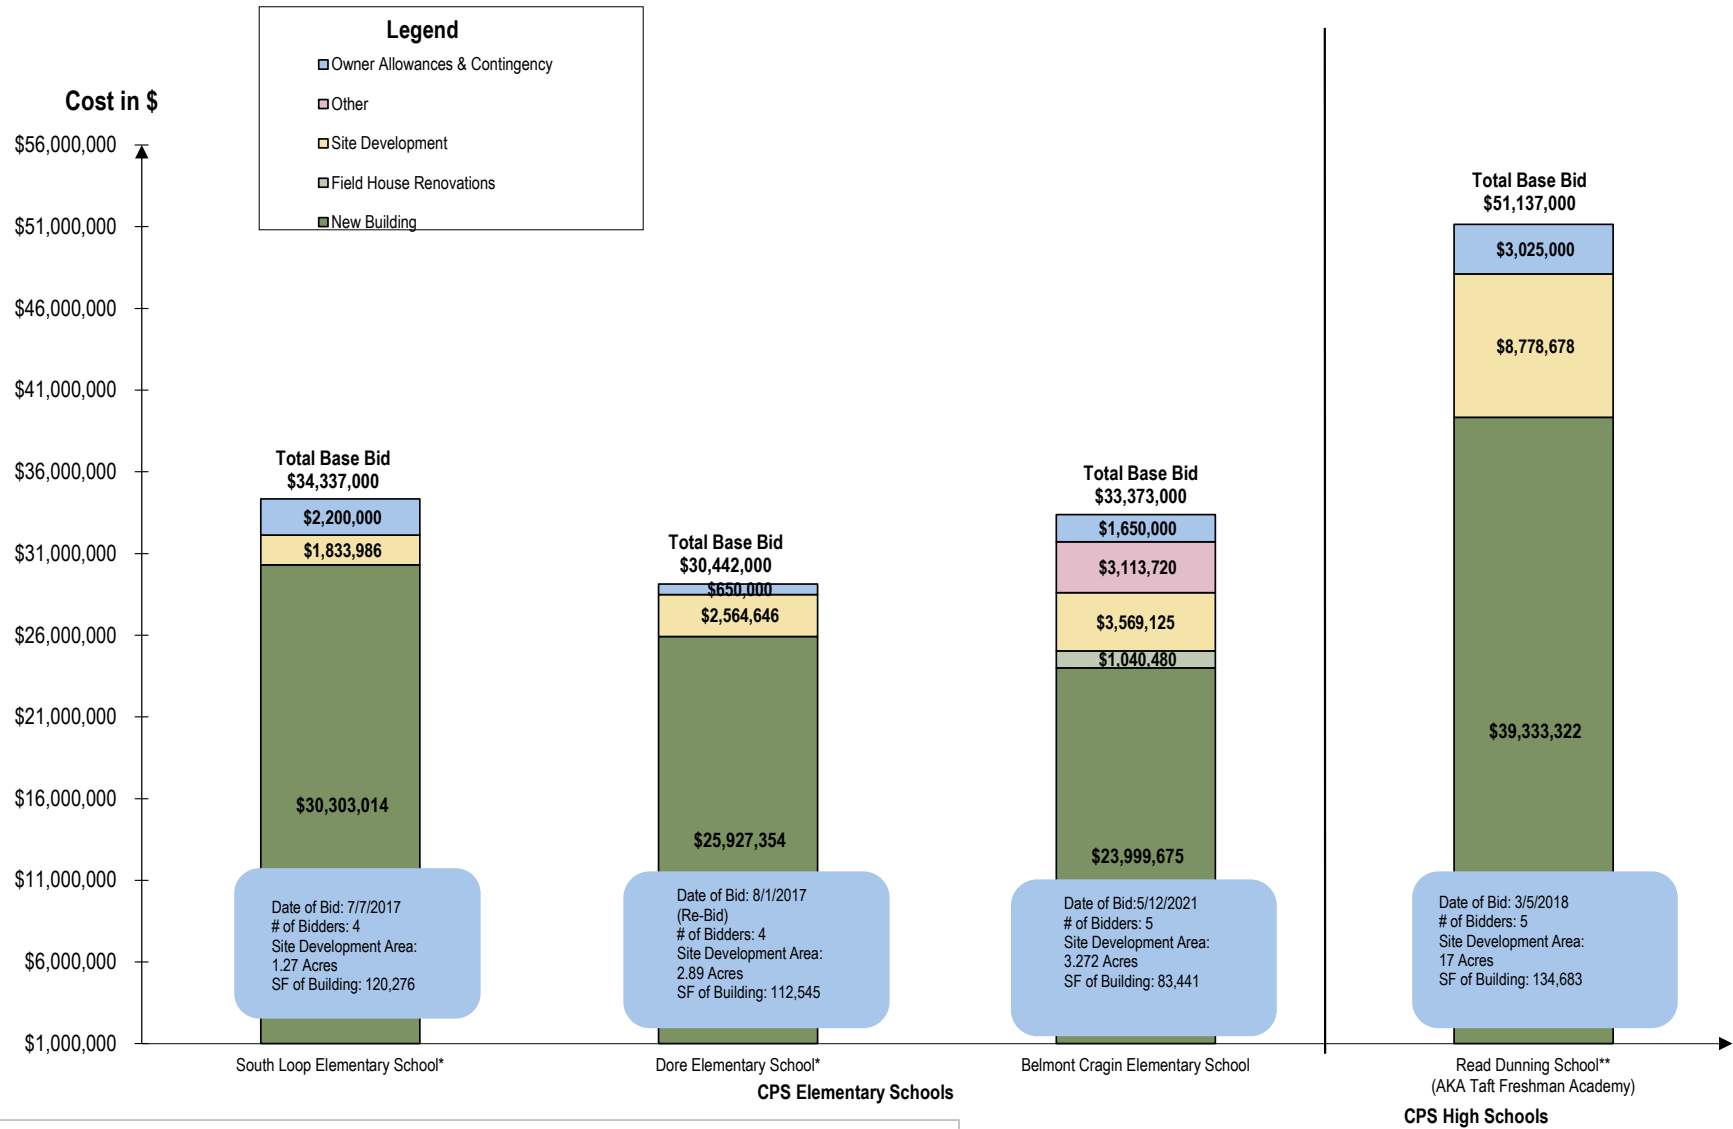 Legend
Owner Allowances & Contingency
Other
Site Development
Field House Renovations
New Building
Cost in $
$56,000,000
$51,000,000
$46,000,000
$41,000,000
$36,000,000
$31,000,000
$26,000,000
$21,000,000
$16,000,000
$11,000,000
$6,000,000
$1,000,000
Total Base Bid
$34,337,000
$2,200,000
$1,833,986
$30,303,014
Date of Bid: 7/7/2017
# of Bidders: 4
Site Development Area:
1.27 Acres
SF of Building: 120,276
South Loop Elementary School*
Total Base Bid
$30,442,000
$650,000
$2,564,646
$25,927,354
Date of Bid: 8/1/2017
(Re-Bid)
# of Bidders: 4
Site Development Area:
2.89 Acres
SF of Building: 112,545
Dore Elementary School*
Total Base Bid
$33,373,000
$1,650,000
$3,113,720
$3,569,125
$1,040,480
$23,999,675
Date of Bid:5/12/2021
# of Bidders: 5
Site Development Area:
3.272 Acres
SF of Building: 83,441
Belmont Cragin Elementary School
CPS Elementary Schools
Total Base Bid
$51,137,000
$3,025,000
$8,778,678
$39,333,322
Date of Bid: 3/5/2018
# of Bidders: 5
Site Development Area:
17 Acres
SF of Building: 134,683
Read Dunning School**
(AKA Taft Freshman Academy)
CPS High Schools